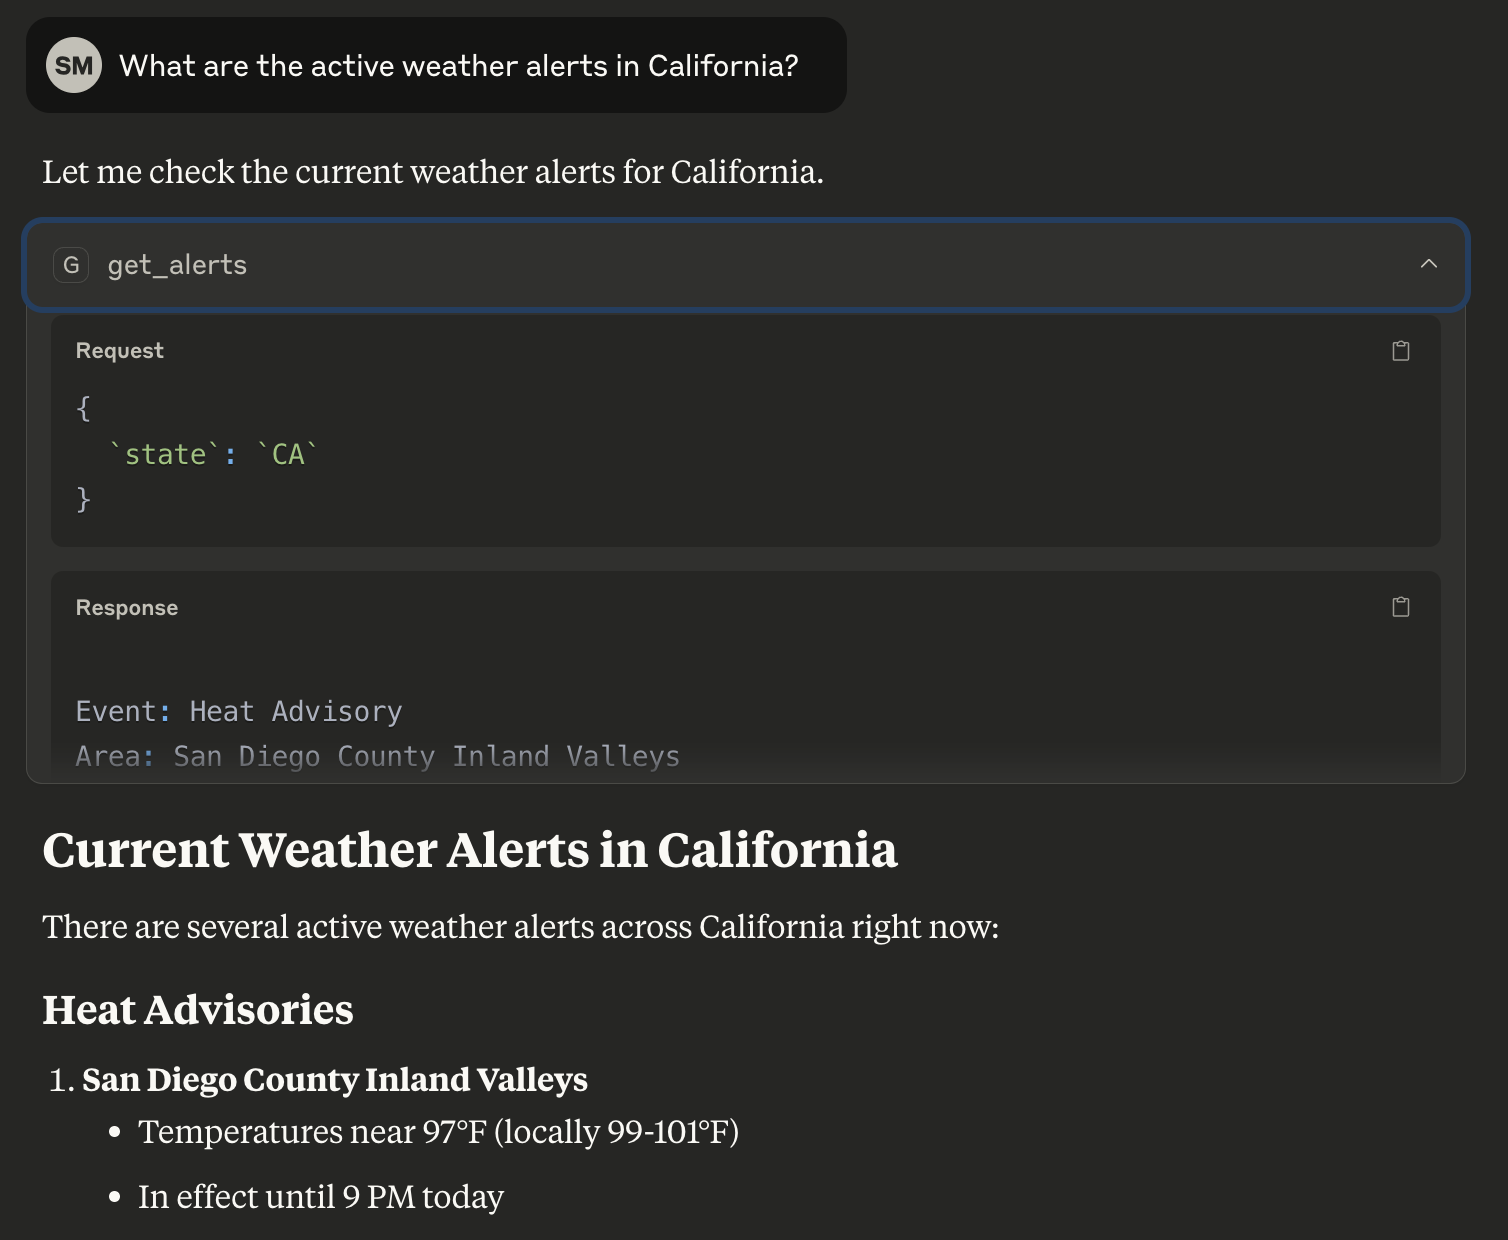 SM What are the active weather alerts in California?
Let me check the current weather alerts for California.
G get_alerts
Request
{
`state`: `CA`
}
Response
Event: Heat Advisory
Area: San Diego County Inland Valleys
Current Weather Alerts in California
There are several active weather alerts across California right now:
Heat Advisories
1. San Diego County Inland Valleys
• Temperatures near 97°F (locally 99-101°F)
• In effect until 9 PM today